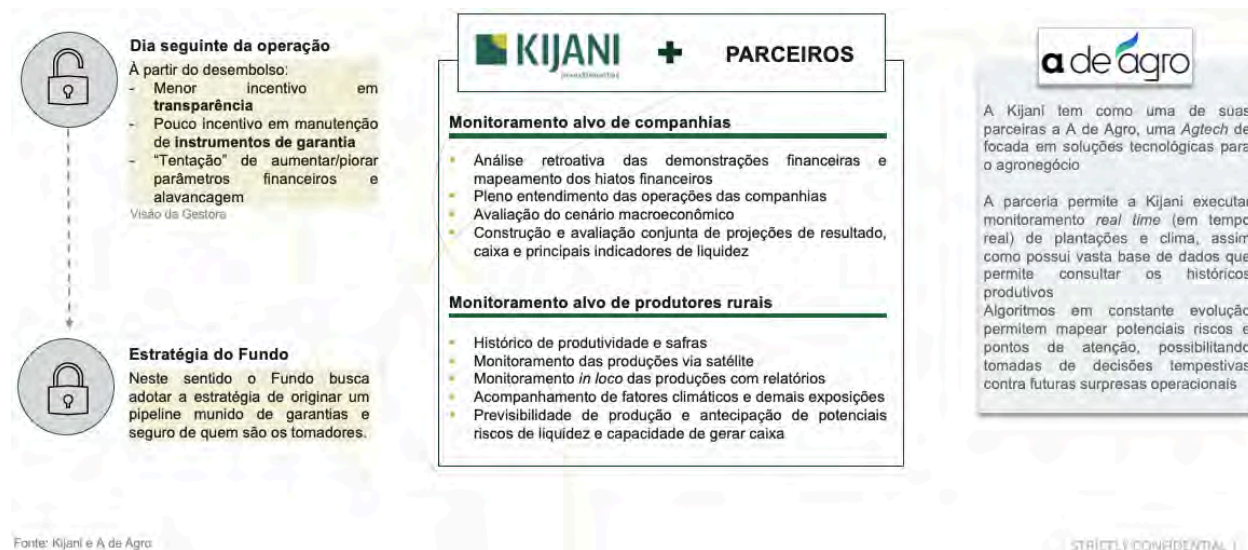 Dia seguinte da operação
À partir do desembolso:
- Menor incentivo em
transparência
- Pouco incentivo em manutenção
de instrumentos de garantia
- “Tentação” de aumentar/piorar
parâmetros financeiros e
alavancagem
Visão da Gestora
Estratégia do Fundo
Neste sentido o Fundo busca
adotar a estratégia de originar um
pipeline munido de garantias e
seguro de quem são os tomadores.
KIJANI
investimentos
+ PARCEIROS
Monitoramento alvo de companhias
Análise retroativa das demonstrações financeiras e
mapeamento dos hiatos financeiros
Pleno entendimento das operações das companhias
Avaliação do cenário macroeconômico
Construção e avaliação conjunta de projeções de resultado,
caixa e principais indicadores de liquidez
Monitoramento alvo de produtores rurais
Histórico de produtividade e safras
Monitoramento das produções via satélite
Monitoramento in loco das produções com relatórios
Acompanhamento de fatores climáticos e demais exposições
Previsibilidade de produção e antecipação de potenciais
riscos de liquidez e capacidade de gerar caixa
a de agro
A Kijani tem como uma de suas
parceiras a A de Agro, uma Agtech de
focada em soluções tecnológicas para
o agronegócio
A parceria permite a Kijani executar
monitoramento real time (em tempo
real) de plantações e clima, assim
como possui vasta base de dados que
permite consultar os históricos
produtivos
Algoritmos em constante evolução
permitem mapear potenciais riscos e
pontos de atenção, possibilitando
tomadas de decisões tempestivas
contra futuras surpresas operacionais
Fonte: Kijani e A de Agro
STRICTLY CONFIDENTIAL |